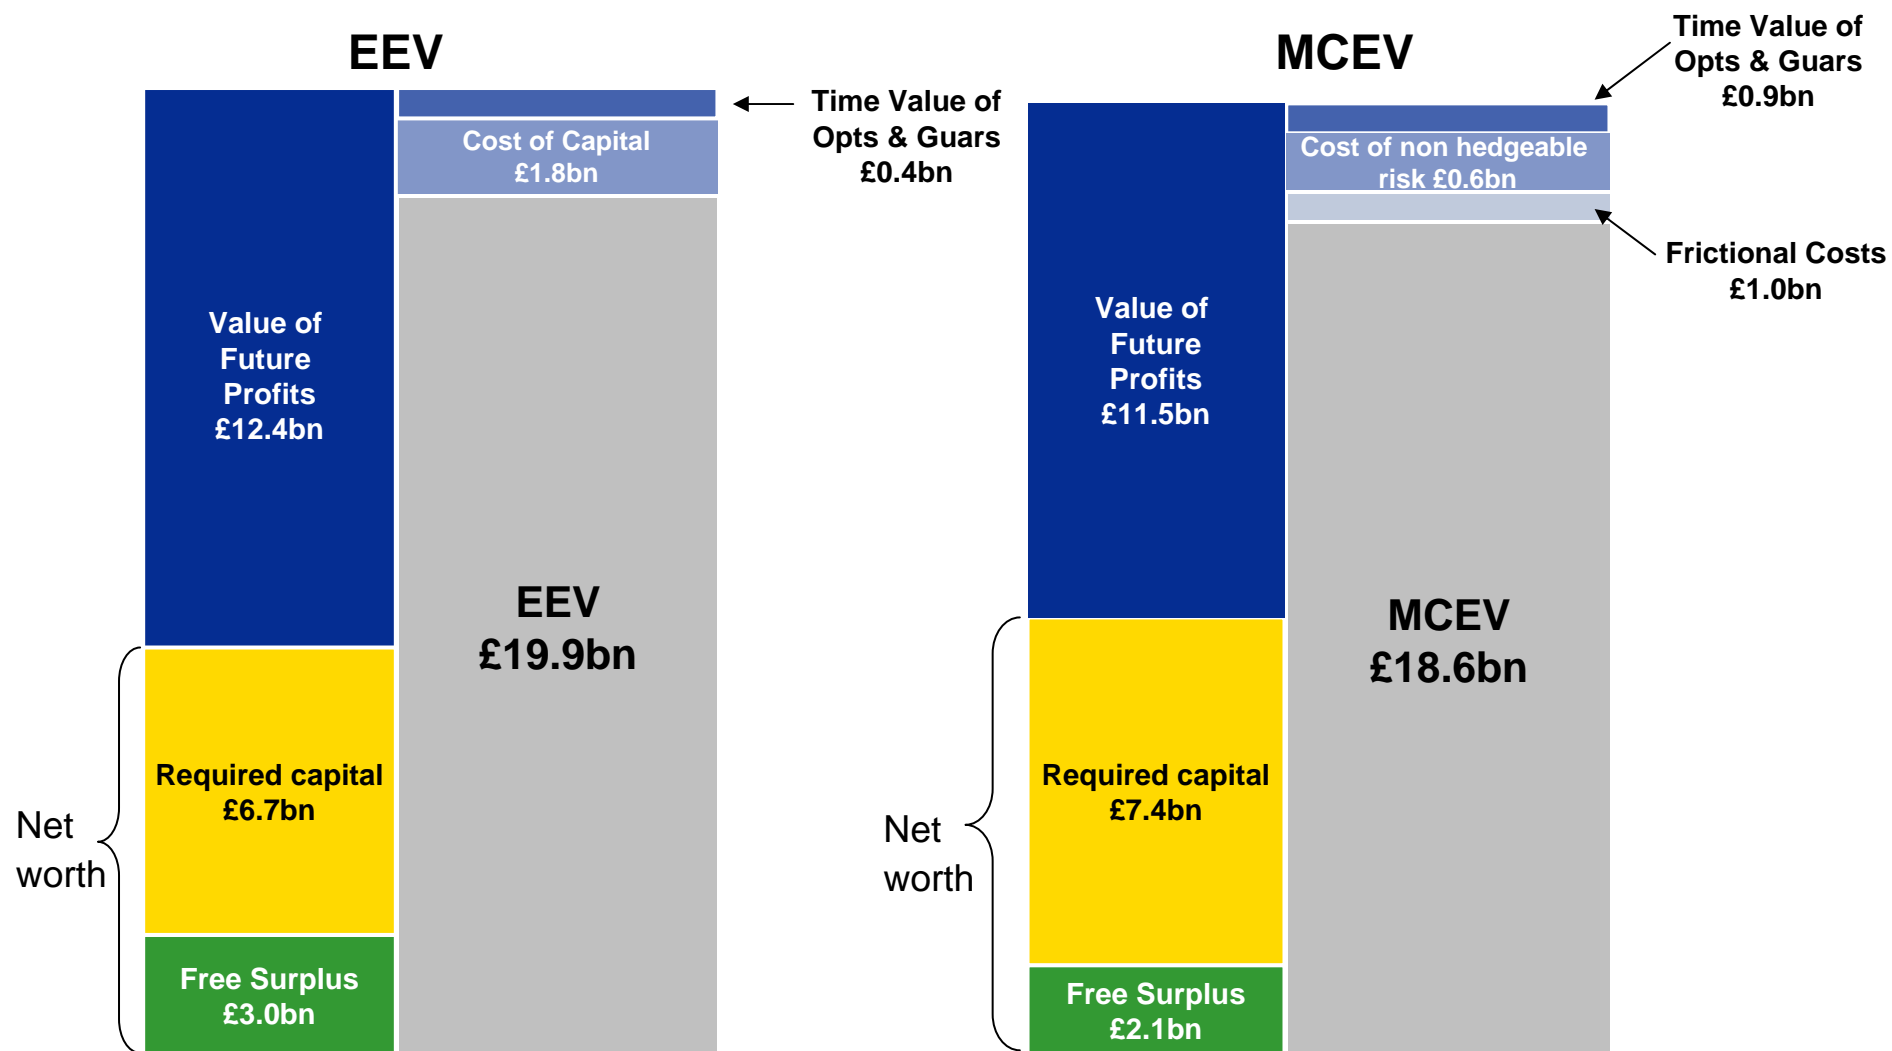 EEV
Time Value of
Opts & Guars
£0.4bn
Cost of Capital
£1.8bn
Value of
Future
Profits
£12.4bn
EEV
£19.9bn
Required capital
£6.7bn
Net
worth
Free Surplus
£3.0bn
MCEV
Time Value of
Opts & Guars
£0.9bn
Cost of non hedgeable
risk £0.6bn
Frictional Costs
£1.0bn
Value of
Future
Profits
£11.5bn
MCEV
£18.6bn
Required capital
£7.4bn
Net
worth
Free Surplus
£2.1bn